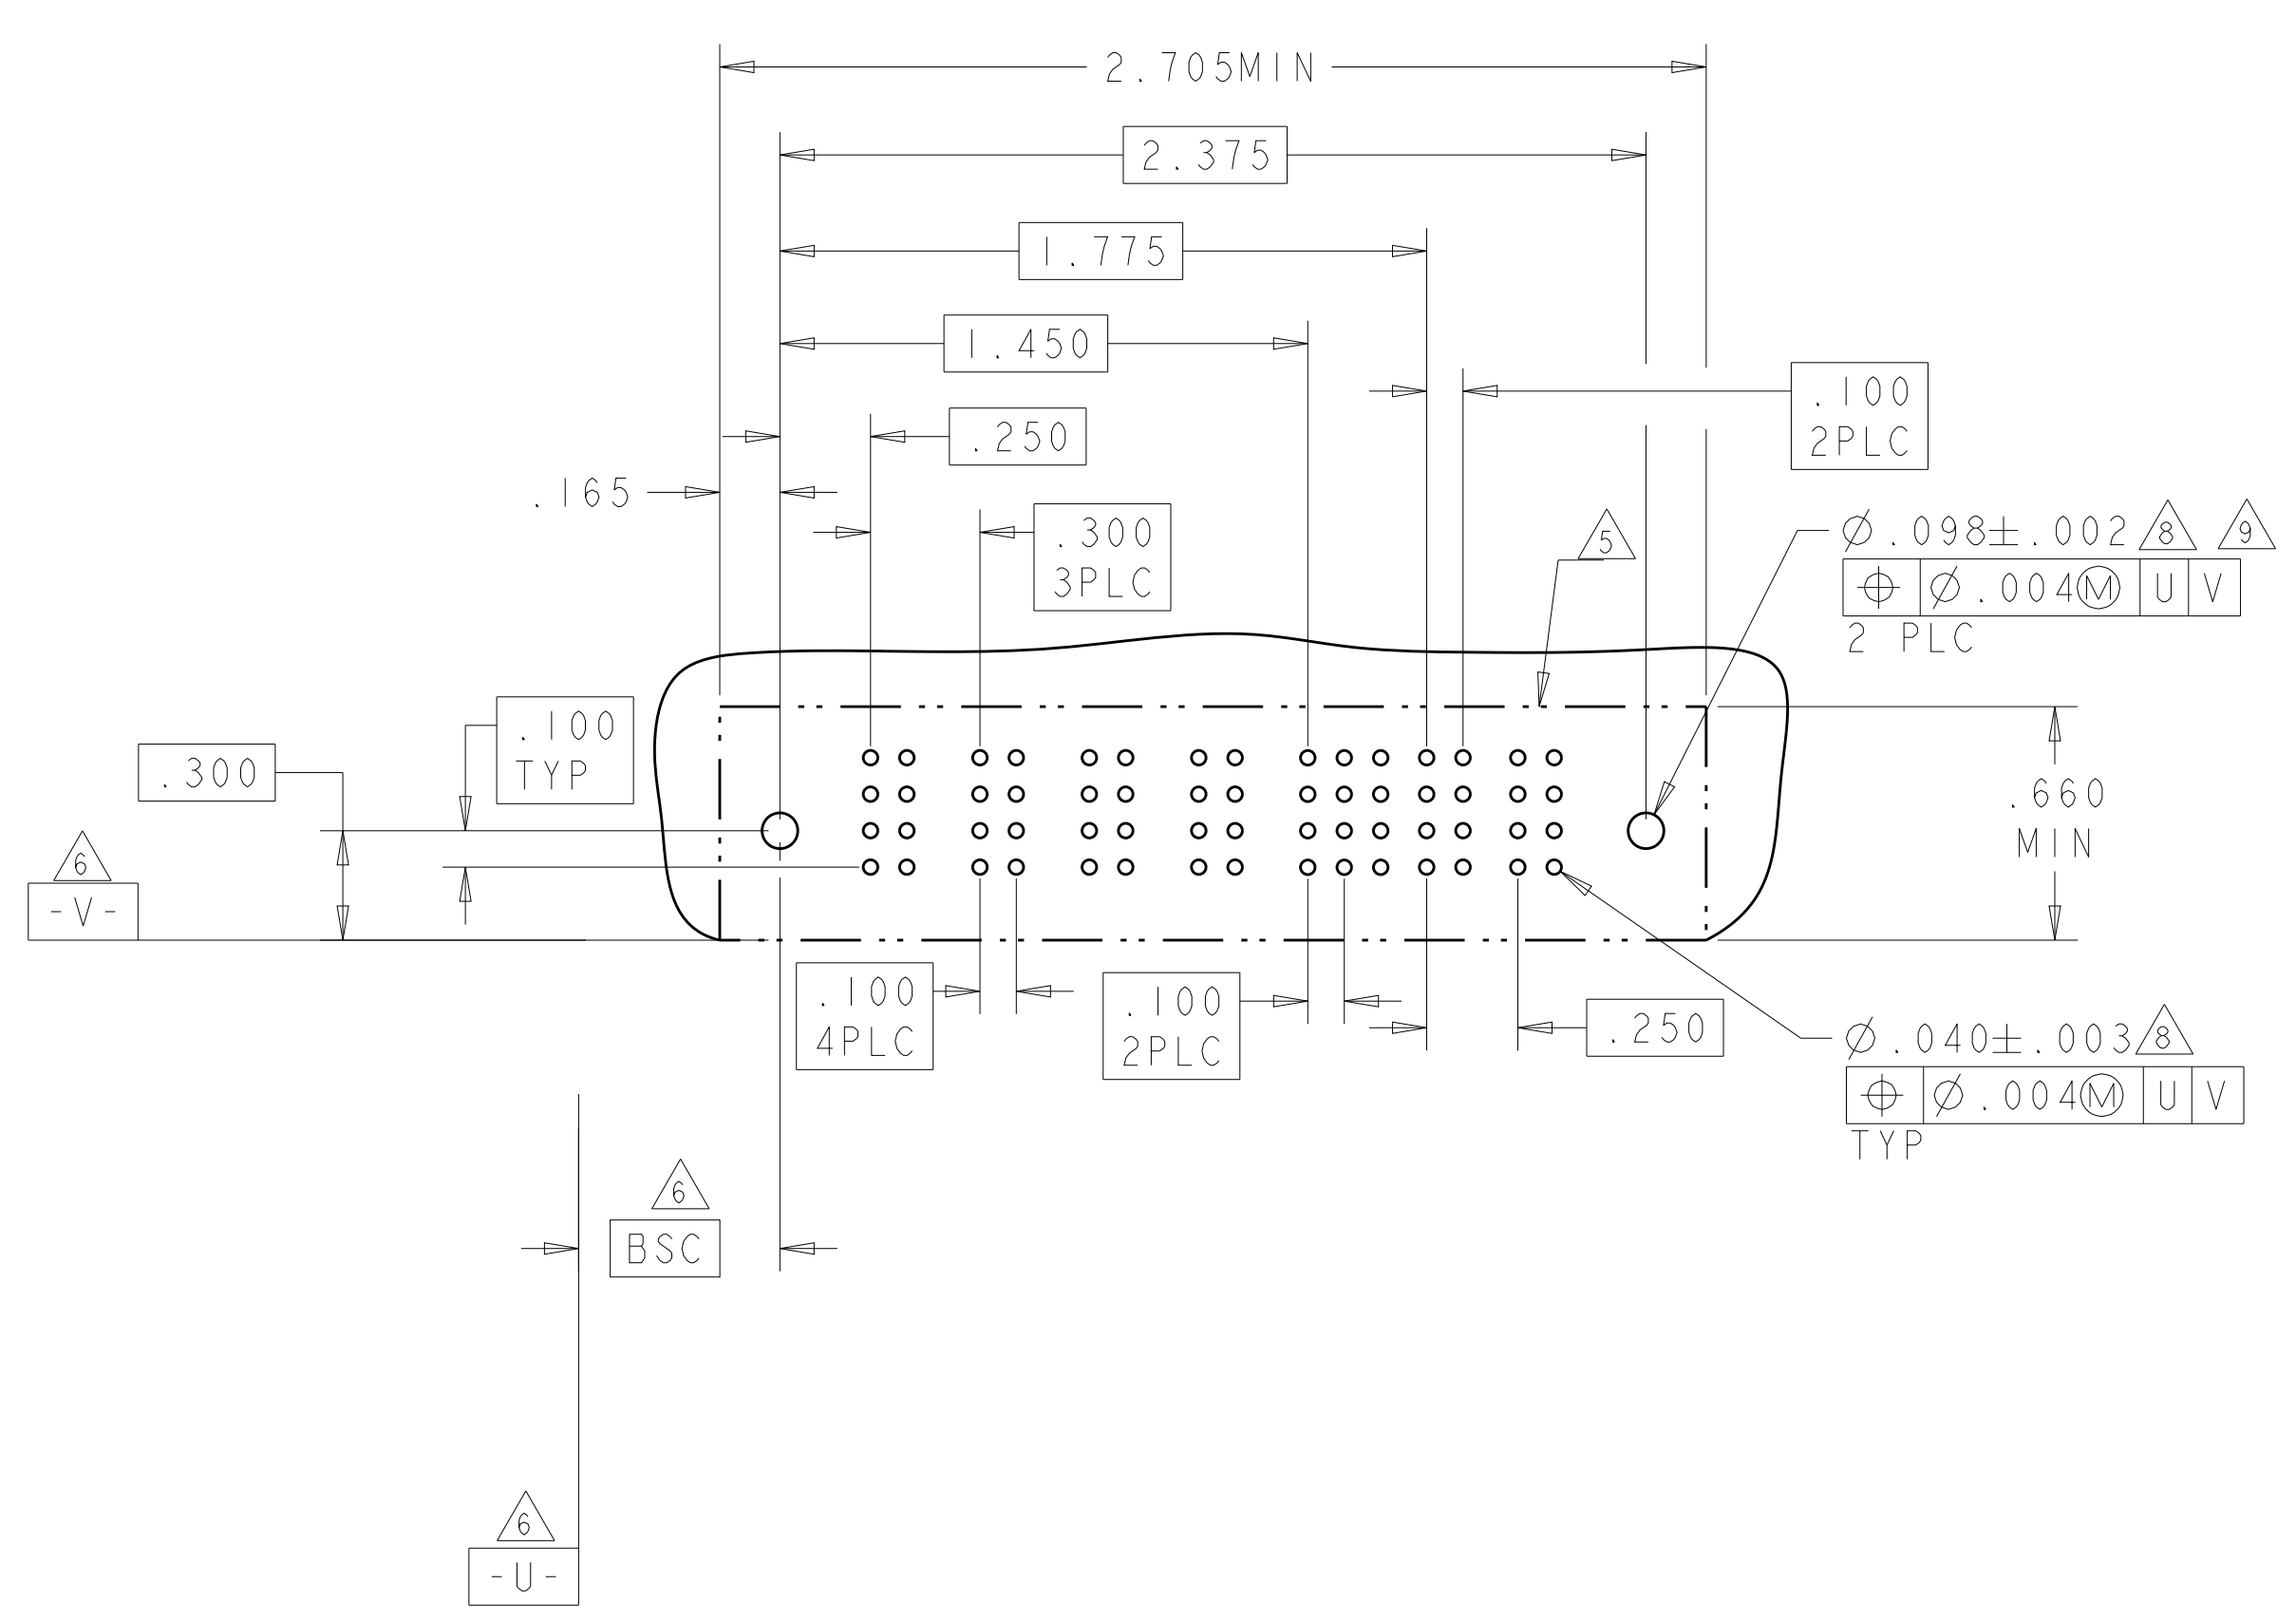 2.705MIN
2.375
1.775
1.450
.100
2PLC
.250
.165
.300
3PLC
5
Ø.098±.002 8 9
⌖ Ø.004Ⓜ U V
2 PLC
.100
TYP
.300
.660
MIN
6
-V-
.100
4PLC
.100
2PLC
.250
Ø.040±.003 8
⌖ Ø.004Ⓜ U V
TYP
6
BSC
6
-U-